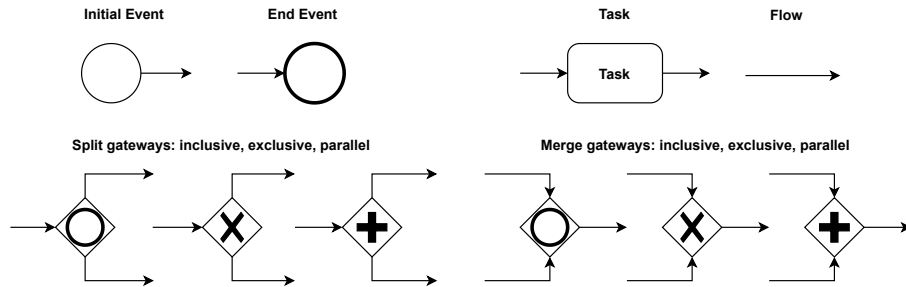 Initial Event
End Event
Task
Flow
Task
Split gateways: inclusive, exclusive, parallel
Merge gateways: inclusive, exclusive, parallel